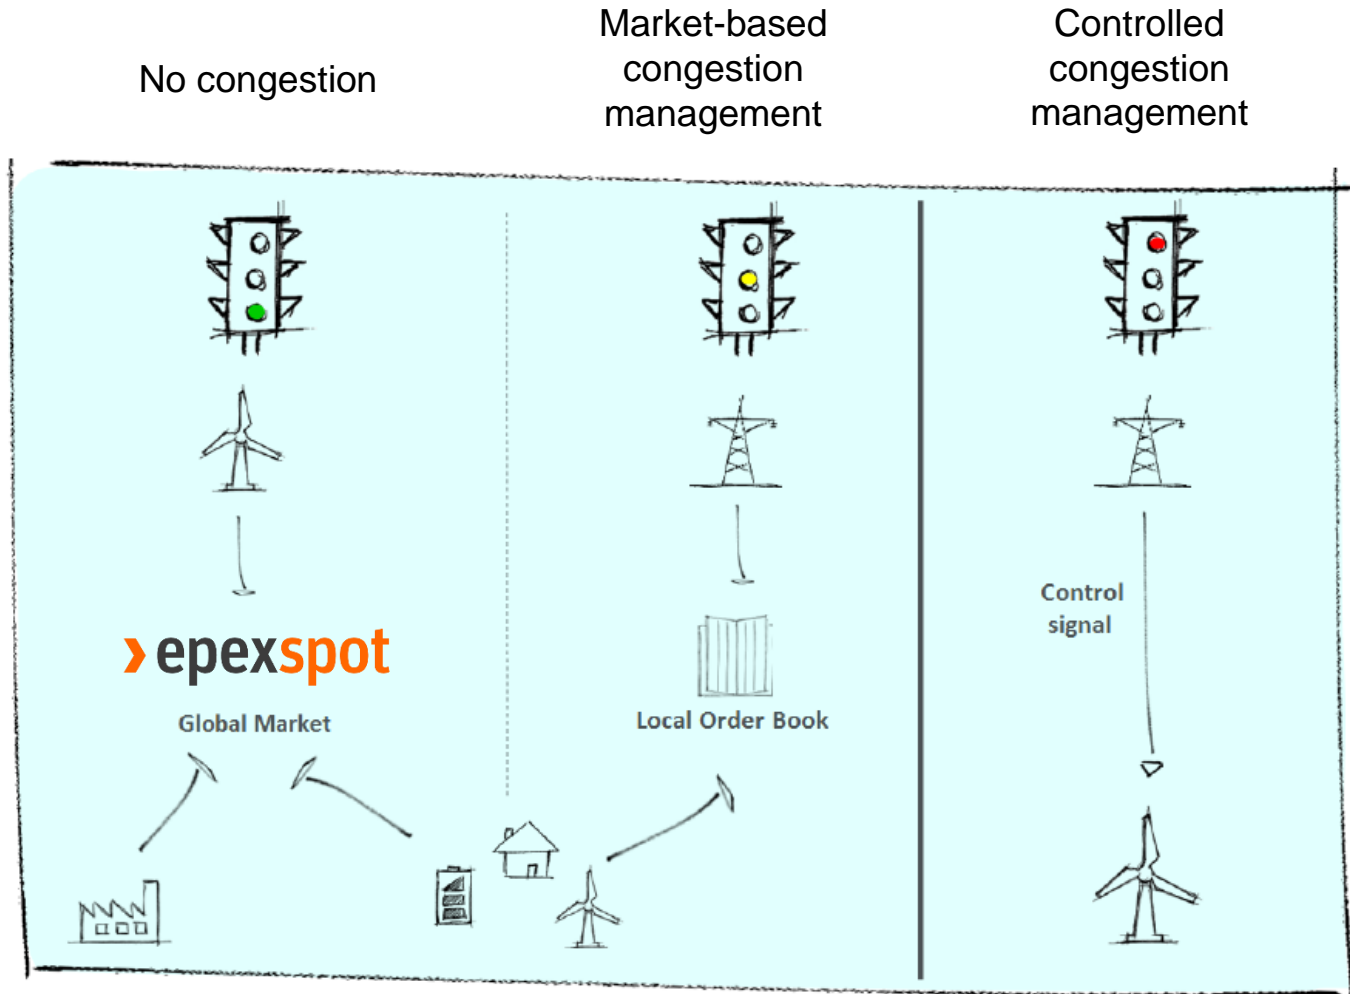 No congestion
Market-based
congestion
management
Controlled
congestion
management
epexspot
Global Market
Local Order Book
Control
signal